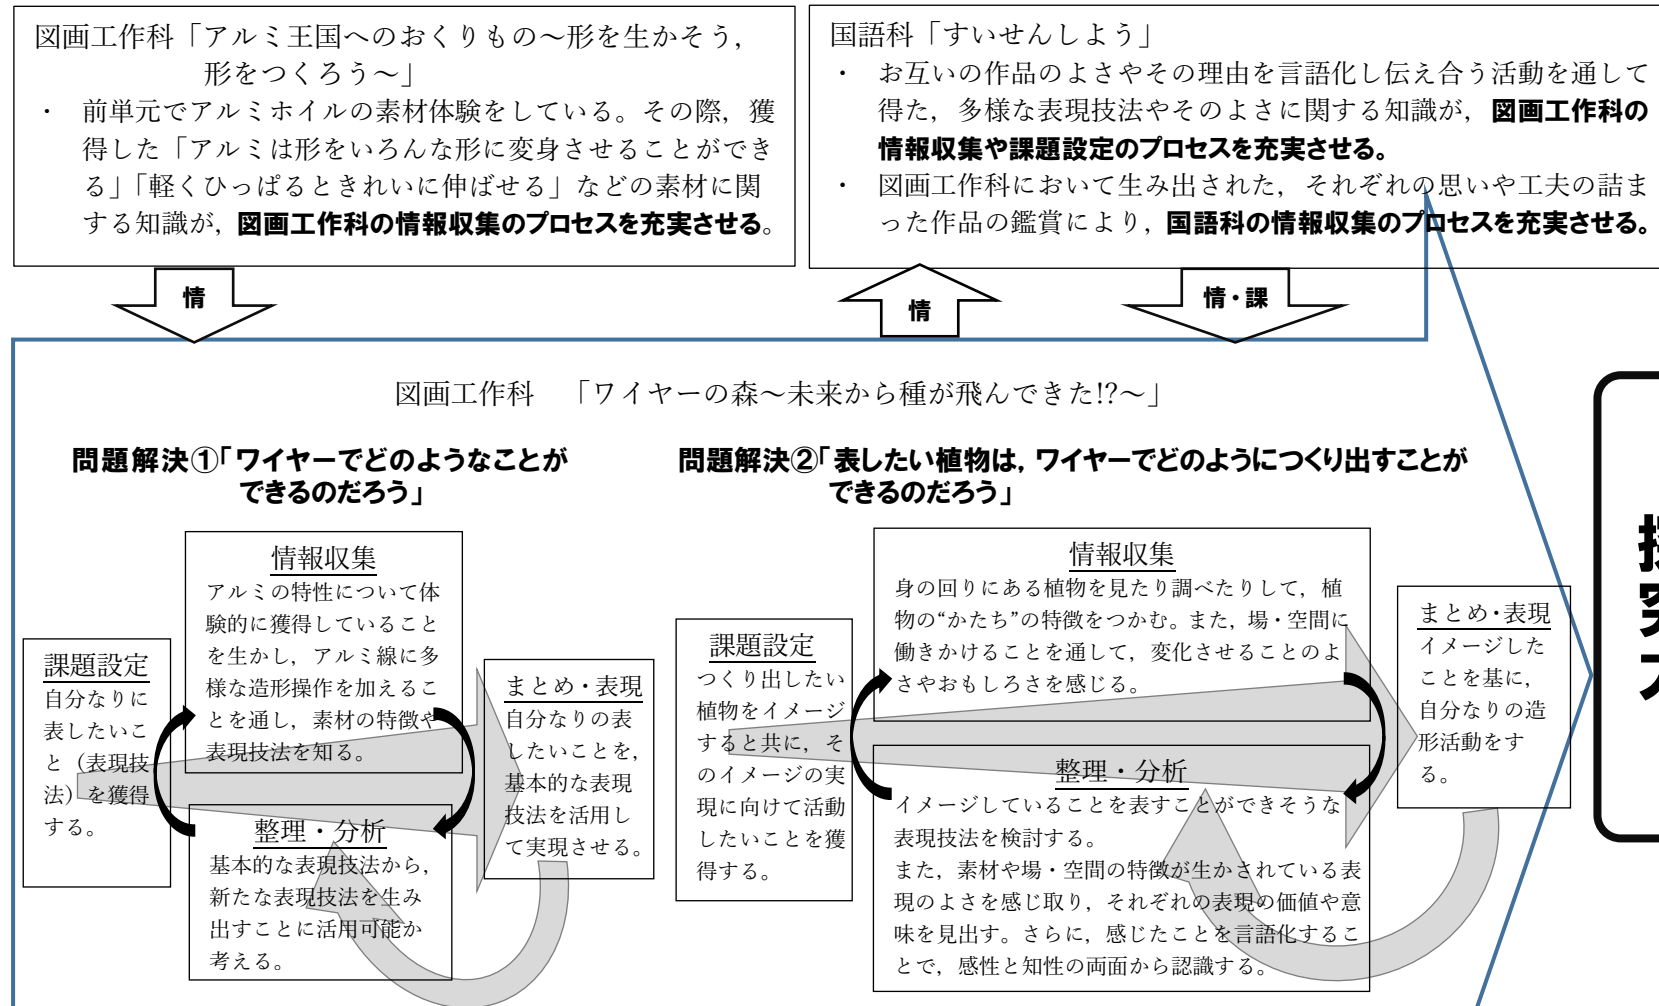 図画工作科「アルミ王国へのおくりもの～形を生かそう，
形をつくろう～」
・ 前単元でアルミホイルの素材体験をしている。その際，獲
得した「アルミは形をいろんな形に変身させることができ
る」「軽くひっぱるときれいに伸ばせる」などの素材に関
する知識が，図画工作科の情報収集のプロセスを充実させる。
国語科「すいせんしよう」
・ お互いの作品のよさやその理由を言語化し伝え合う活動を通して
得た，多様な表現技法やそのよさに関する知識が，図画工作科の
情報収集や課題設定のプロセスを充実させる。
・ 図画工作科において生み出された，それぞれの思いや工夫の詰ま
った作品の鑑賞により，国語科の情報収集のプロセスを充実させる。
情
情
情・課
図画工作科 「ワイヤーの森～未来から種が飛んできた!?～」
問題解決①「ワイヤーでどのようなことが
できるのだろう」
課題設定
自分なりに
表したいこ
と（表現技
法）を獲得
する。
情報収集
アルミの特性について体
験的に獲得していること
を生かし，アルミ線に多
様な造形操作を加えるこ
とを通し，素材の特徴や
表現技法を知る。
整理・分析
基本的な表現技法から，
新たな表現技法を生み
出すことに活用可能か
考える。
まとめ・表現
自分なりの表
したいことを，
基本的な表現
技法を活用し
て実現させる。
問題解決②「表したい植物は，ワイヤーでどのようにつくり出すことが
できるのだろう」
課題設定
つくり出したい
植物をイメージ
すると共に，そ
のイメージの実
現に向けて活動
したいことを獲
得する。
情報収集
身の回りにある植物を見たり調べたりして，植
物の“かたち”の特徴をつかむ。また，場・空間に
働きかけることを通して，変化させることのよ
さやおもしろさを感じる。
整理・分析
イメージしていることを表すことができそうな
表現技法を検討する。
また，素材や場・空間の特徴が生かされている表
現のよさを感じ取り，それぞれの表現の価値や意
味を見出す。さらに，感じたことを言語化するこ
とで，感性と知性の両面から認識する。
まとめ・表現
イメージした
ことを基に，
自分なりの造
形活動をす
る。